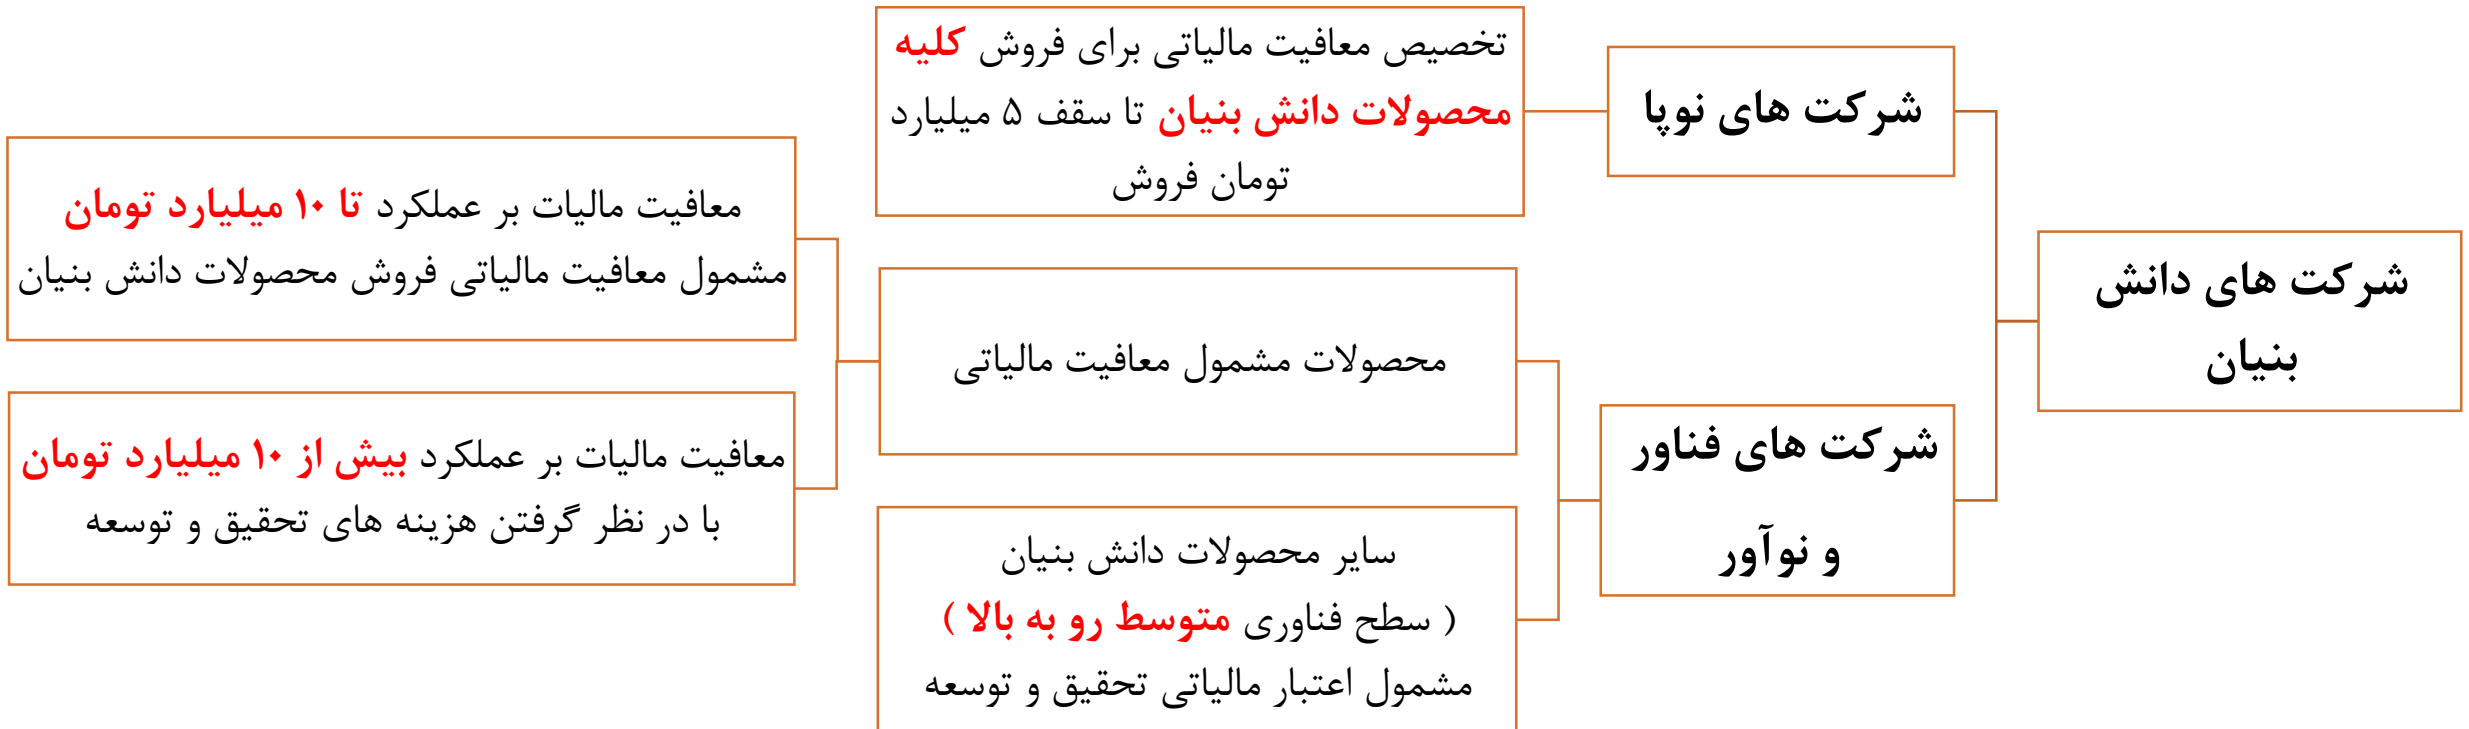 شرکت های دانش
بنیان
شرکت های نوپا
تخصیص معافیت مالیاتی برای فروش کلیه
محصولات دانش بنیان تا سقف ۵ میلیارد
تومان فروش
شرکت های فناور
و نوآور
محصولات مشمول معافیت مالیاتی
معافیت مالیات بر عملکرد تا ۱۰ میلیارد تومان
مشمول معافیت مالیاتی فروش محصولات دانش بنیان
معافیت مالیات بر عملکرد بیش از ۱۰ میلیارد تومان
با در نظر گرفتن هزینه های تحقیق و توسعه
سایر محصولات دانش بنیان
( سطح فناوری متوسط رو به بالا )
مشمول اعتبار مالیاتی تحقیق و توسعه